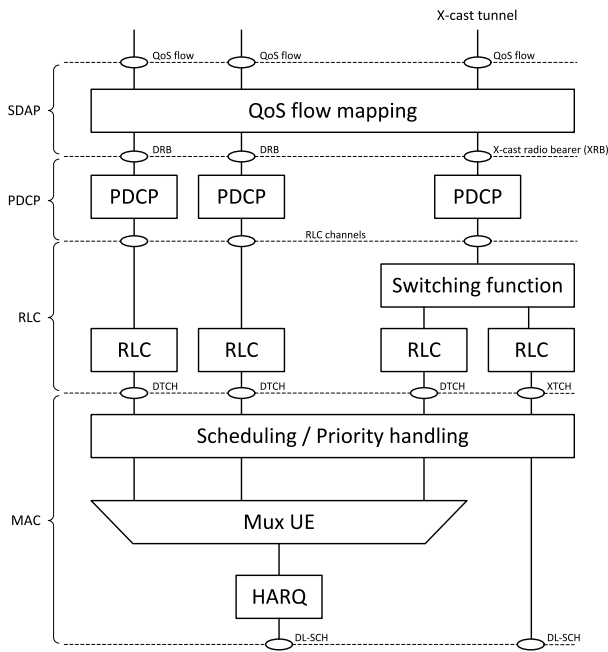 X-cast tunnel
QoS flow QoS flow QoS flow
SDAP
QoS flow mapping
DRB DRB X-cast radio bearer (XRB)
PDCP
PDCP PDCP PDCP
RLC channels
Switching function
RLC
RLC RLC RLC RLC
DTCH DTCH DTCH XTCH
Scheduling / Priority handling
MAC
Mux UE
HARQ
DL-SCH DL-SCH